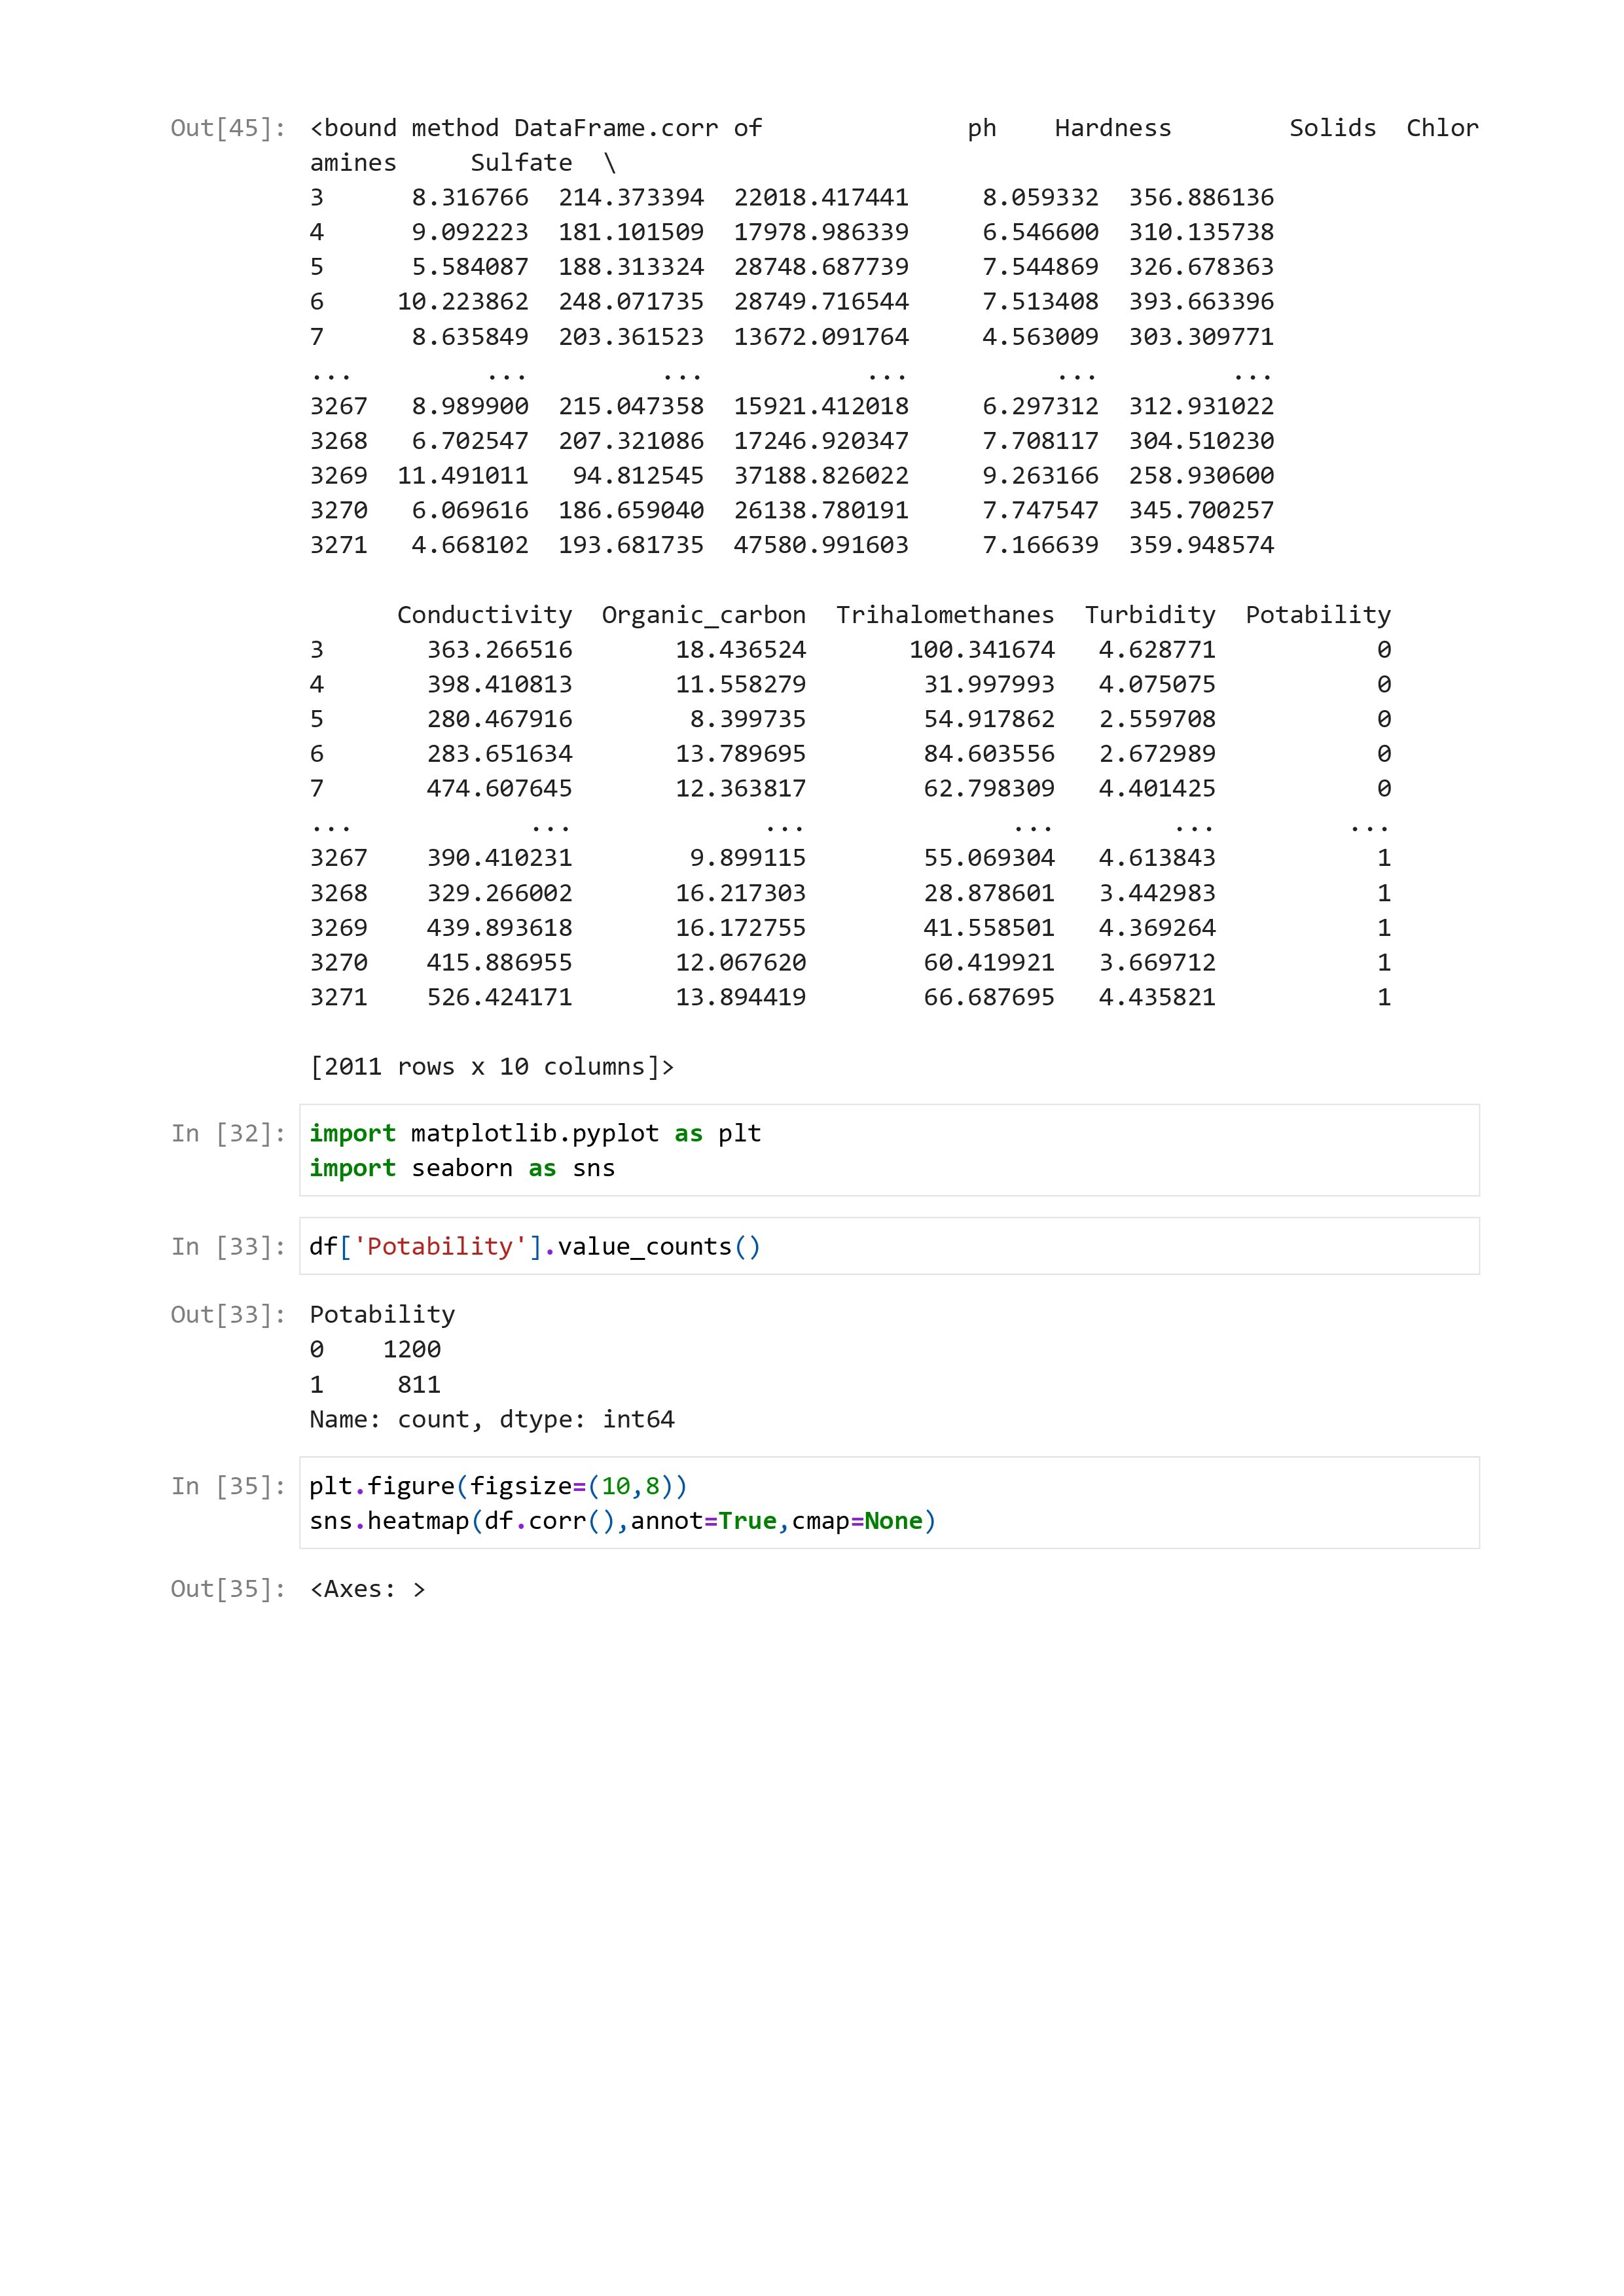 Out[45]: <bound method DataFrame.corr of              ph    Hardness        Solids  Chlor
amines     Sulfate  \
3      8.316766  214.373394  22018.417441     8.059332  356.886136
4      9.092223  181.101509  17978.986339     6.546600  310.135738
5      5.584087  188.313324  28748.687739     7.544869  326.678363
6     10.223862  248.071735  28749.716544     7.513408  393.663396
7      8.635849  203.361523  13672.091764     4.563009  303.309771
...         ...         ...           ...          ...         ...
3267   8.989900  215.047358  15921.412018     6.297312  312.931022
3268   6.702547  207.321086  17246.920347     7.708117  304.510230
3269  11.491011   94.812545  37188.826022     9.263166  258.930600
3270   6.069616  186.659040  26138.780191     7.747547  345.700257
3271   4.668102  193.681735  47580.991603     7.166639  359.948574
      Conductivity  Organic_carbon  Trihalomethanes  Turbidity  Potability
3       363.266516       18.436524       100.341674   4.628771           0
4       398.410813       11.558279        31.997993   4.075075           0
5       280.467916        8.399735        54.917862   2.559708           0
6       283.651634       13.789695        84.603556   2.672989           0
7       474.607645       12.363817        62.798309   4.401425           0
...            ...             ...              ...        ...         ...
3267    390.410231        9.899115        55.069304   4.613843           1
3268    329.266002       16.217303        28.878601   3.442983           1
3269    439.893618       16.172755        41.558501   4.369264           1
3270    415.886955       12.067620        60.419921   3.669712           1
3271    526.424171       13.894419        66.687695   4.435821           1
[2011 rows x 10 columns]>
In [32]: import matplotlib.pyplot as plt
import seaborn as sns
In [33]: df['Potability'].value_counts()
Out[33]: Potability
0    1200
1     811
Name: count, dtype: int64
In [35]: plt.figure(figsize=(10,8))
sns.heatmap(df.corr(),annot=True,cmap=None)
Out[35]: <Axes: >